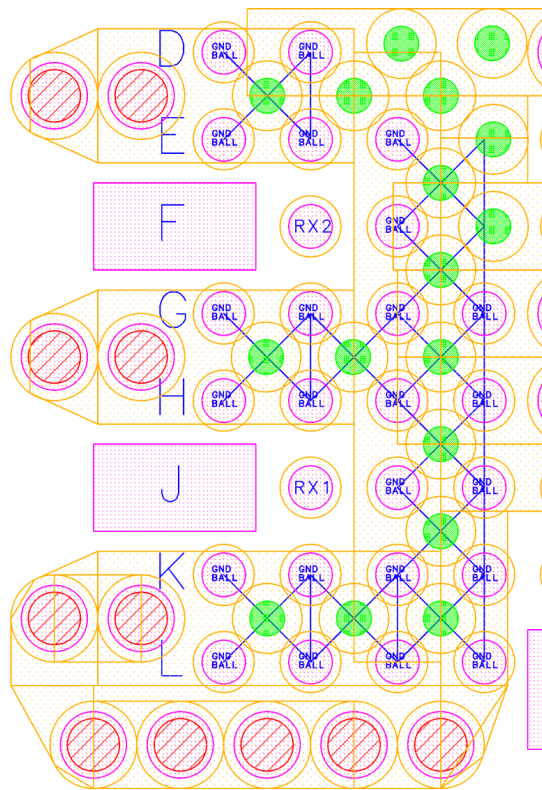 D
GND GND
BALL BALL
E
GND GND GND
BALL BALL BALL
F
RX2
GND
BALL
G
GND GND GND GND
BALL BALL BALL BALL
H
GND GND GND GND
BALL BALL BALL BALL
J
RX1
GND GND
BALL BALL
K
GND GND GND GND
BALL BALL BALL BALL
L
GND GND GND GND
BALL BALL BALL BALL